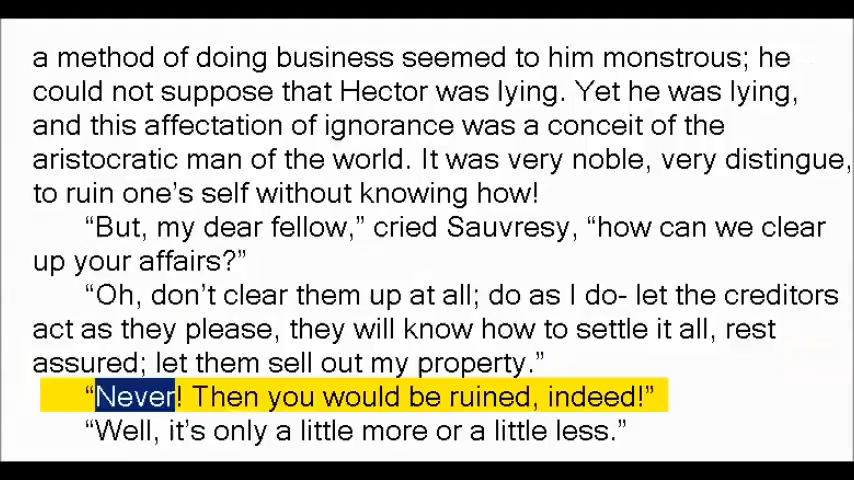 a method of doing business seemed to him monstrous; he
could not suppose that Hector was lying. Yet he was lying,
and this affectation of ignorance was a conceit of the
aristocratic man of the world. It was very noble, very distingue,
to ruin one’s self without knowing how!
“But, my dear fellow,” cried Sauvresy, “how can we clear
up your affairs?”
“Oh, don’t clear them up at all; do as I do- let the creditors
act as they please, they will know how to settle it all, rest
assured; let them sell out my property.”
“Never! Then you would be ruined, indeed!”
“Well, it’s only a little more or a little less.”